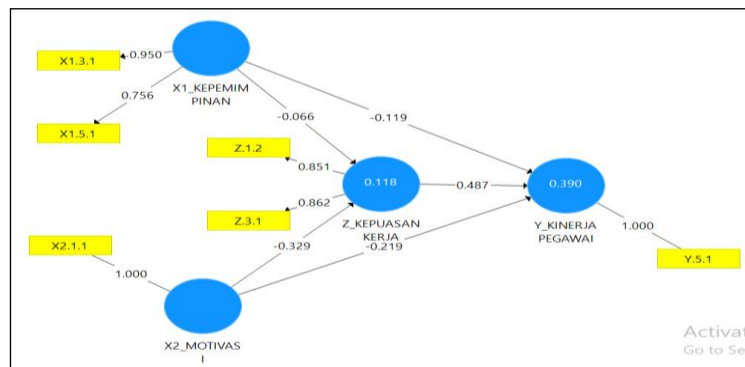 X1.3.1
0.950
X1_KEPEMIM
PINAN
0.756
X1.5.1
-0.066
-0.119
Z.1.2
0.851
0.118
0.487
0.390
0.862
Z.3.1
Z_KEPUASAN
KERJA
Y_KINERJA
PEGAWAI
X2.1.1
-0.329
-0.219
1.000
1.000
Y.5.1
X2_MOTIVAS
I
Activat
Go to Se